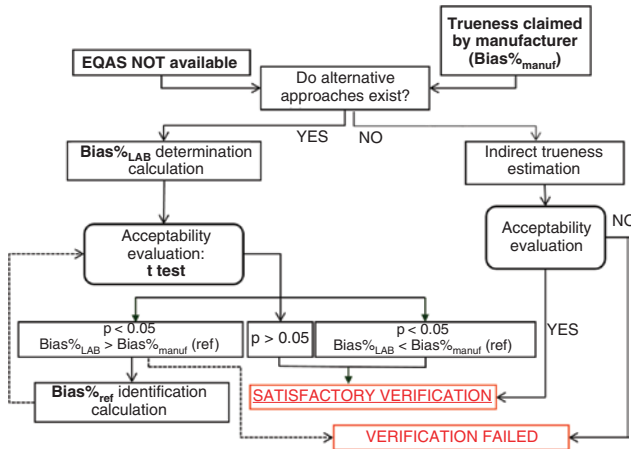 Trueness claimed
by manufacturer
(Bias%manuf)
EQAS NOT available
Do alternative
approaches exist?
YES
NO
Bias%LAB determination
calculation
Indirect trueness
estimation
Acceptability
evaluation:
t test
Acceptability
evaluation
NO
p < 0.05
Bias%LAB > Bias%manuf (ref)
p > 0.05
p < 0.05
Bias%LAB < Bias%manuf (ref)
YES
Bias%ref identification
calculation
SATISFACTORY VERIFICATION
VERIFICATION FAILED